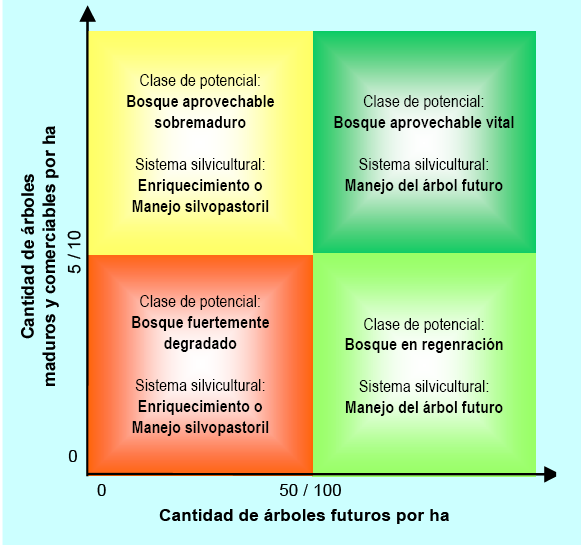 Cantidad de árboles
maduros y comerciables por ha
5 / 10
0
Clase de potencial:
Bosque aprovechable
sobremaduro
Sistema silvicultural:
Enriquecimiento o
Manejo silvopastoril
Clase de potencial:
Bosque aprovechable vital
Sistema silvicultural:
Manejo del árbol futuro
Clase de potencial:
Bosque fuertemente
degradado
Sistema silvicultural:
Enriquecimiento o
Manejo silvopastoril
Clase de potencial:
Bosque en regenración
Sistema silvicultural:
Manejo del árbol futuro
0
50 / 100
Cantidad de árboles futuros por ha